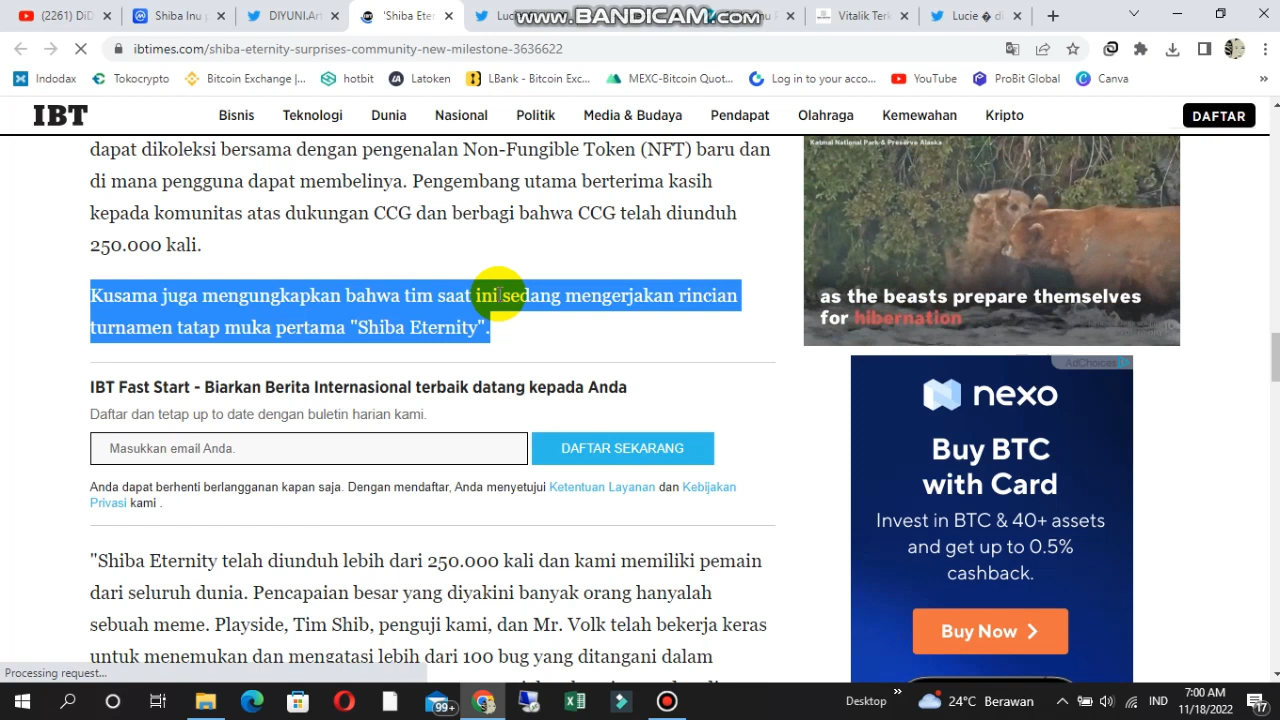 (2261) DiD
Shiba Inu p
DIYUNI.Art
'Shiba Eter
Luc
www.BANDICAM.com
Vitalik Terk
Lucie � di
ibtimes.com/shiba-eternity-surprises-community-new-milestone-3636622
Indodax
Tokocrypto
Bitcoin Exchange |...
hotbit
Latoken
LBank - Bitcoin Exc...
MEXC-Bitcoin Quot...
Log in to your acco...
YouTube
ProBit Global
Canva
»
IBT
Bisnis
Teknologi
Dunia
Nasional
Politik
Media & Budaya
Pendapat
Olahraga
Kemewahan
Kripto
DAFTAR
dapat dikoleksi bersama dengan pengenalan Non-Fungible Token (NFT) baru dan
di mana pengguna dapat membelinya. Pengembang utama berterima kasih
kepada komunitas atas dukungan CCG dan berbagi bahwa CCG telah diunduh
250.000 kali.
Kusama juga mengungkapkan bahwa tim saat ini sedang mengerjakan rincian
turnamen tatap muka pertama "Shiba Eternity".
IBT Fast Start - Biarkan Berita Internasional terbaik datang kepada Anda
Daftar dan tetap up to date dengan buletin harian kami.
Masukkan email Anda.
DAFTAR SEKARANG
Anda dapat berhenti berlangganan kapan saja. Dengan mendaftar, Anda menyetujui Ketentuan Layanan dan Kebijakan
Privasi kami .
"Shiba Eternity telah diunduh lebih dari 250.000 kali dan kami memiliki pemain
dari seluruh dunia. Pencapaian besar yang diyakini banyak orang hanyalah
sebuah meme. Playside, Tim Shib, penguji kami, dan Mr. Volk telah bekerja keras
untuk menemukan dan mengatasi lebih dari 100 bug yang ditangani dalam
Katmai National Park & Preserve Alaska
as the beasts prepare themselves
for hibernation
AdChoices
nexo
Buy BTC
with Card
Invest in BTC & 40+ assets
and get up to 0.5%
cashback.
Buy Now
Processing request...
99+
Desktop
»
24°C Berawan
IND
7:00 AM
11/18/2022
17